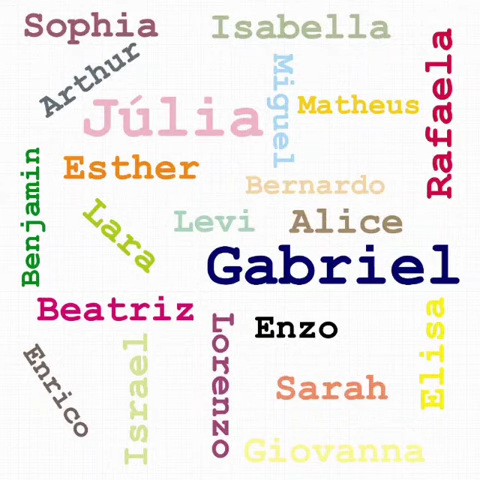 Sophia
Isabella
Arthur
Júlia
Miguel
Matheus
Rafaela
Esther
Bernardo
Benjamin
Lara
Levi
Alice
Gabriel
Beatriz
Enzo
Elisa
Enrico
Israel
Lorenzo
Sarah
Giovanna